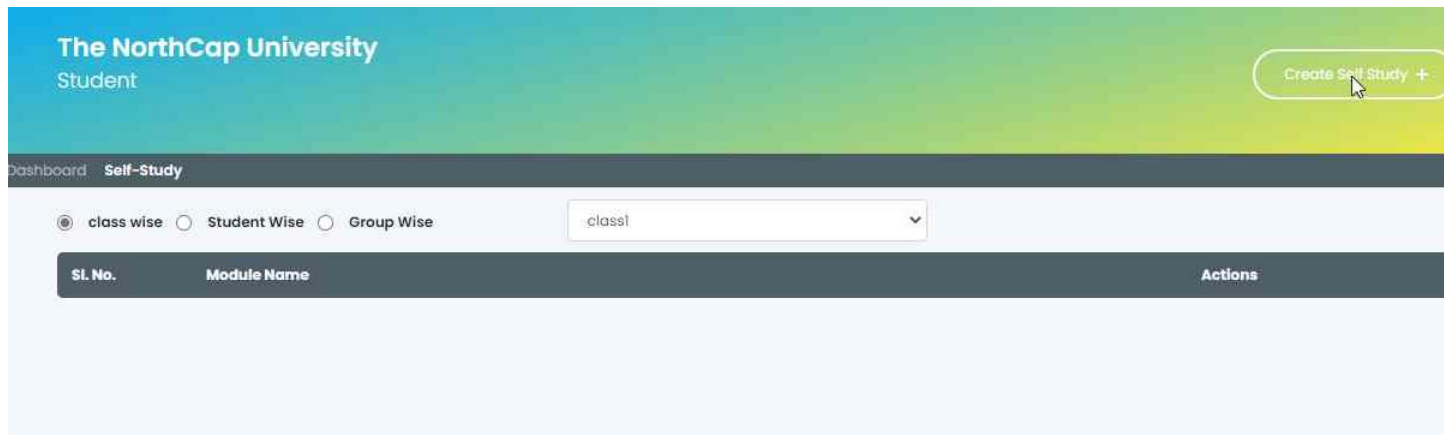 The NorthCap University
Student
Create Self Study +
Dashboard Self-Study
class wise Student Wise Group Wise class1
Sl. No. Module Name Actions